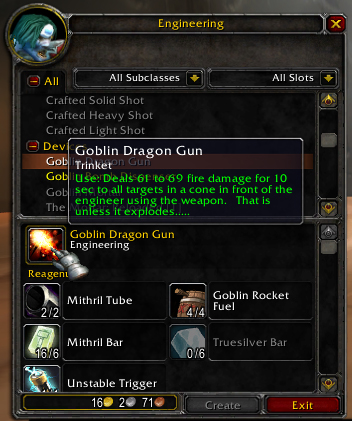 Engineering
All
All Subclasses
All Slots
Crafted Solid Shot
Crafted Heavy Shot
Crafted Light Shot
Goblin Dragon Gun
Trinket
Use: Deals 61 to 69 fire damage for 10
sec to all targets in a cone in front of the
engineer using the weapon. That is
unless it explodes.....
Goblin Dragon Gun
Engineering
Mithril Tube
2/2
Goblin Rocket
Fuel
4/4
Mithril Bar
16/6
Truesilver Bar
0/6
Unstable Trigger
16 2 71
Create
Exit